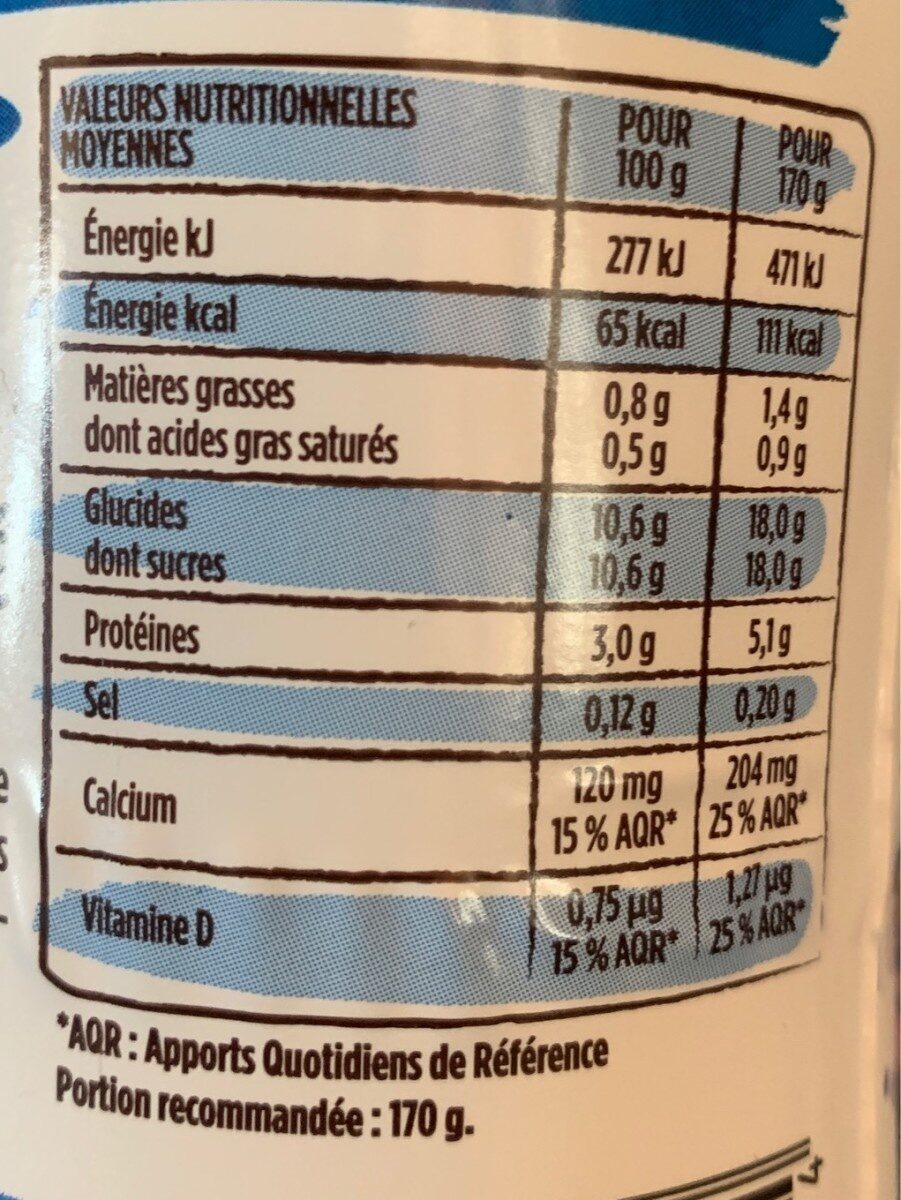 VALEURS NUTRITIONNELLES
MOYENNES
POUR
100 g
POUR
170 g
Énergie kJ 277 kJ 471 kJ
Énergie kcal 65 kcal 111 kcal
Matières grasses 0,8 g 1,4 g
dont acides gras saturés 0,5 g 0,9 g
Glucides 10,6 g 18,0 g
dont sucres 10,6 g 18,0 g
Protéines 3,0 g 5,1 g
Sel 0,12 g 0,20 g
Calcium 120 mg 204 mg
15 % AQR* 25 % AQR*
Vitamine D 0,75 µg 1,27 µg
15 % AQR* 25 % AQR*
*AQR : Apports Quotidiens de Référence
Portion recommandée : 170 g.